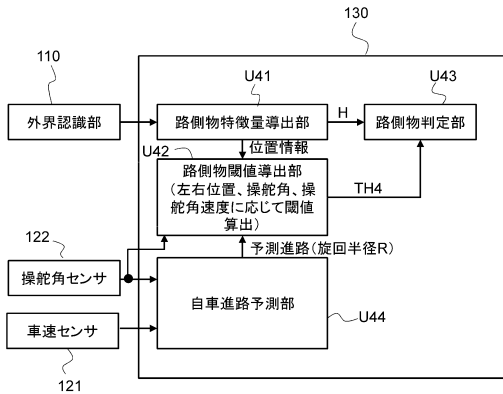 130
110
U41
U43
外界認識部
路側物特徴量導出部
H
路側物判定部
U42
位置情報
路側物閾値導出部
(左右位置、操舵角、操
舵角速度に応じて閾値
算出)
TH4
122
予測進路(旋回半径R)
操舵角センサ
自車進路予測部
車速センサ
U44
121